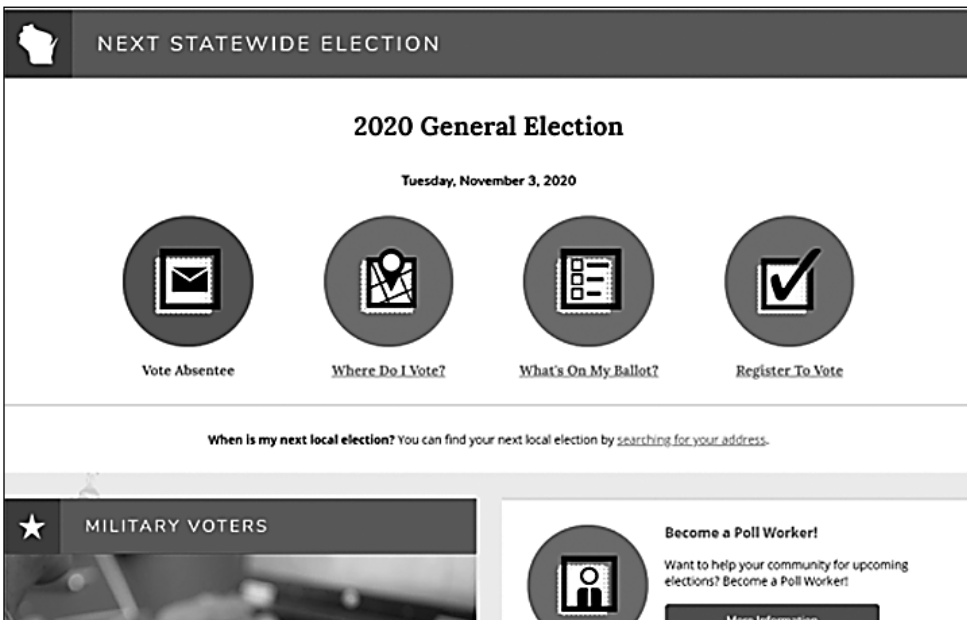 NEXT STATEWIDE ELECTION
2020 General Election
Tuesday, November 3, 2020
Vote Absentee
Where Do I Vote?
What's On My Ballot?
Register To Vote
When is my next local election? You can find your next local election by searching for your address.
MILITARY VOTERS
Become a Poll Worker!
Want to help your community for upcoming
elections? Become a Poll Worker!
More Information